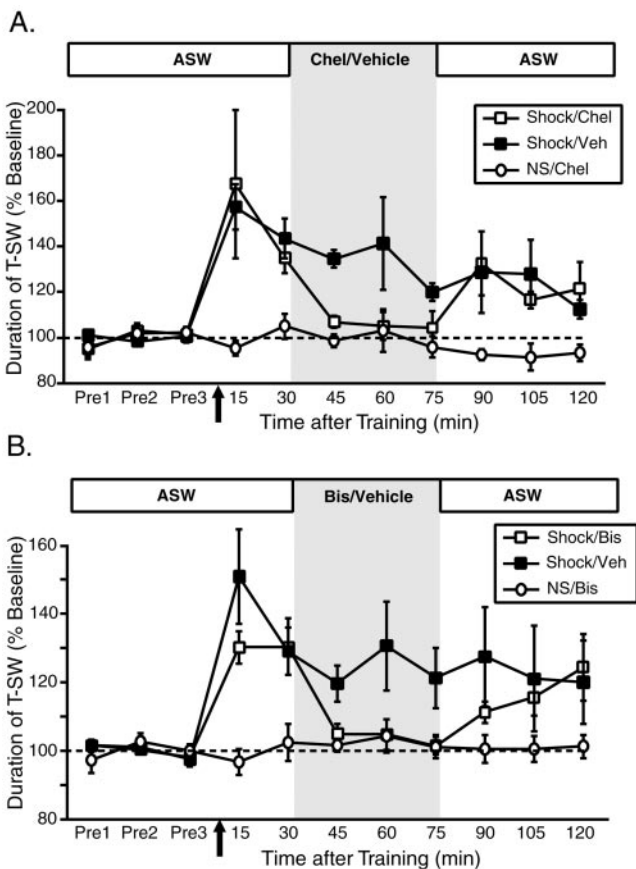 A.
ASW Chel/Vehicle ASW
Shock/Chel
Shock/Veh
NS/Chel
Duration of T-SW (% Baseline)
200
180
160
140
120
100
80
Pre1 Pre2 Pre3 15 30 45 60 75 90 105 120
Time after Training (min)
B.
ASW Bis/Vehicle ASW
Shock/Bis
Shock/Veh
NS/Bis
Duration of T-SW (% Baseline)
160
140
120
100
80
Pre1 Pre2 Pre3 15 30 45 60 75 90 105 120
Time after Training (min)